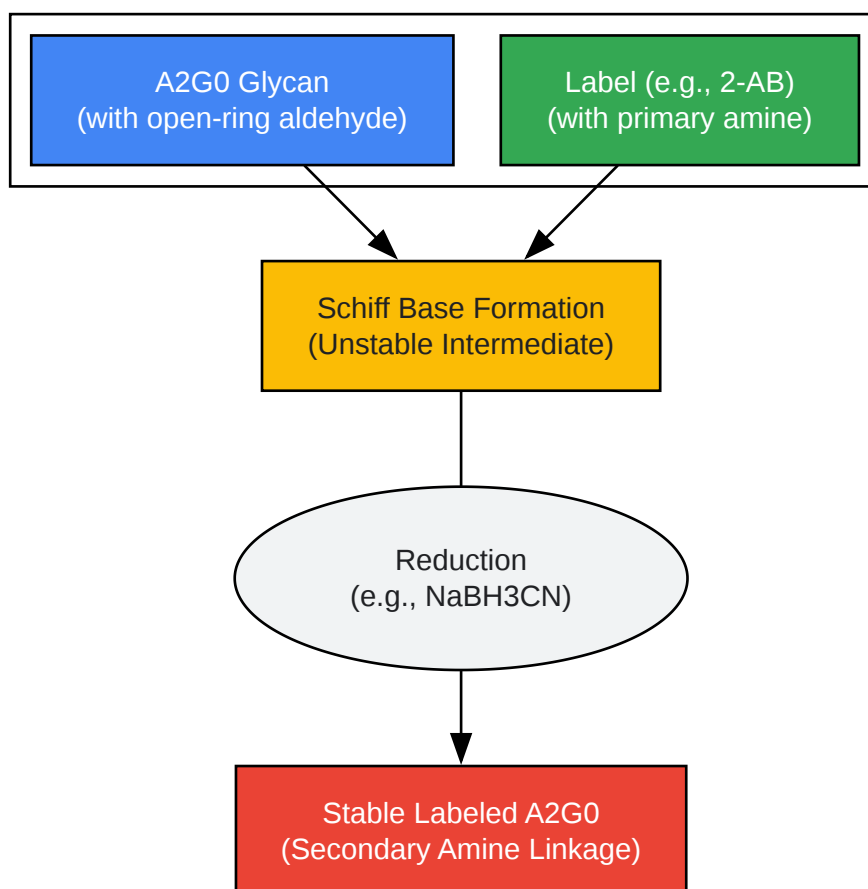 A2G0 Glycan
(with open-ring aldehyde)
Label (e.g., 2-AB)
(with primary amine)
Schiff Base Formation
(Unstable Intermediate)
Reduction
(e.g., NaBH3CN)
Stable Labeled A2G0
(Secondary Amine Linkage)